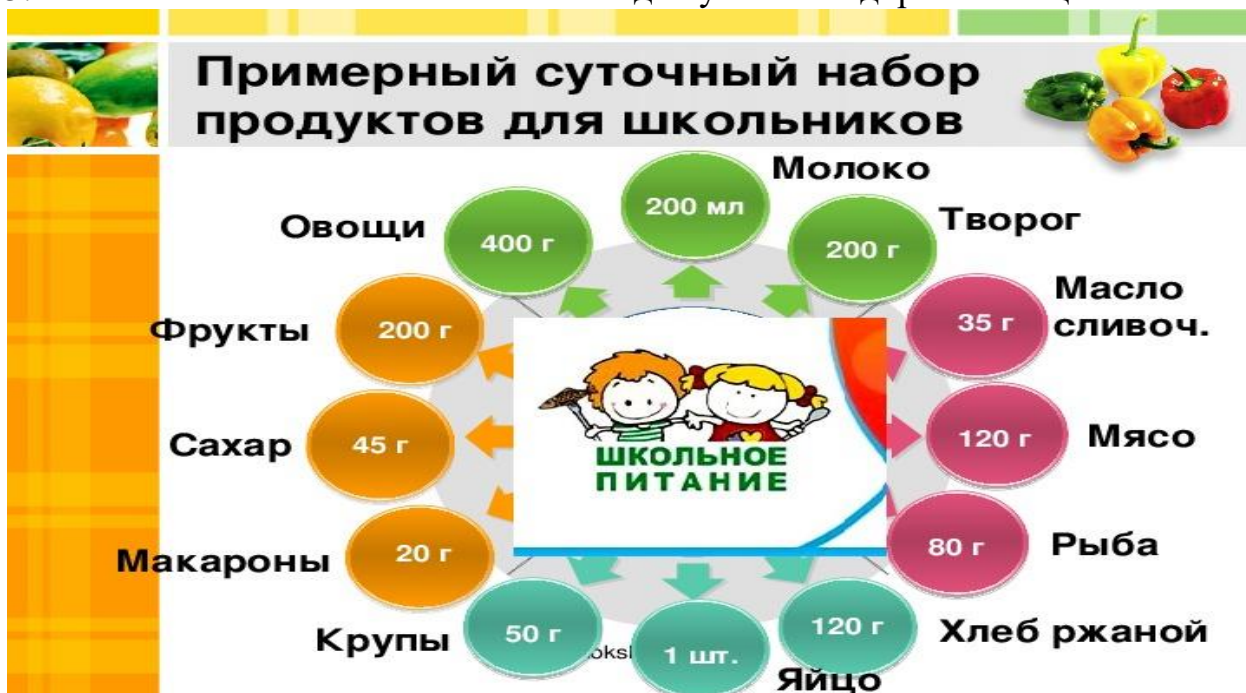 Примерный суточный набор
продуктов для школьников
Молоко
200 мл
Овощи
400 г
Творог
200 г
Масло
сливоч.
35 г
Фрукты
200 г
Сахар
45 г
Мясо
120 г
ШКОЛЬНОЕ
ПИТАНИЕ
Макароны
20 г
Рыба
80 г
Крупы
50 г
1 шт.
Яйцо
120 г
Хлеб ржаной